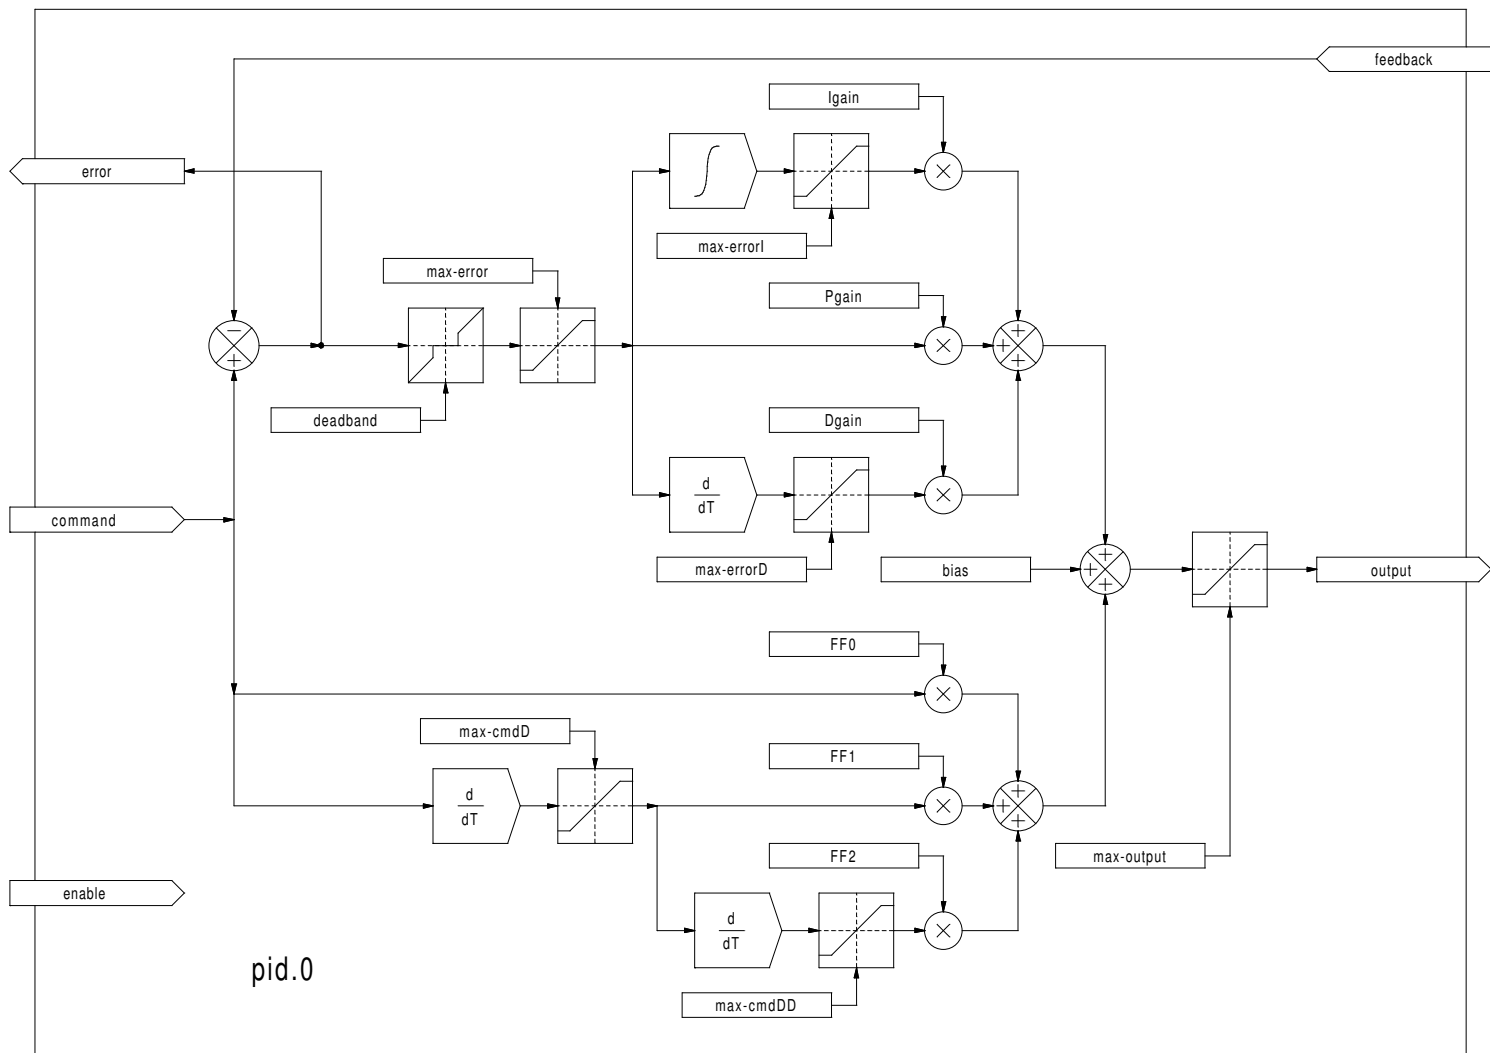 feedback
Igain
error
max-errorI
max-error
Pgain
−
+
+
+
+
deadband
Dgain
d
dT
command
max-errorD
bias
+
+
+
output
FF0
max-cmdD
FF1
d
dT
+
+
+
FF2
max-output
enable
d
dT
pid.0
max-cmdDD